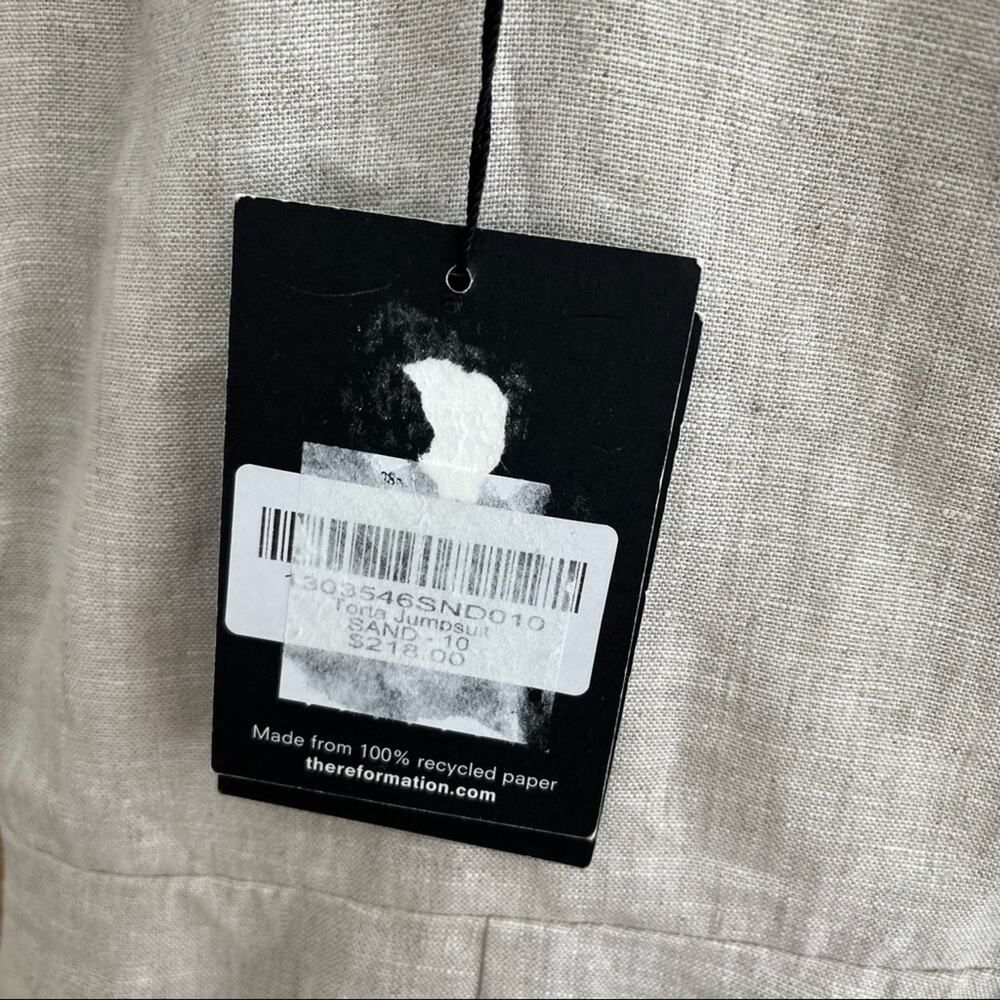 1303546SND010
Torta Jumpsuit
SAND - 10
$218.00
Made from 100% recycled paper
thereformation.com